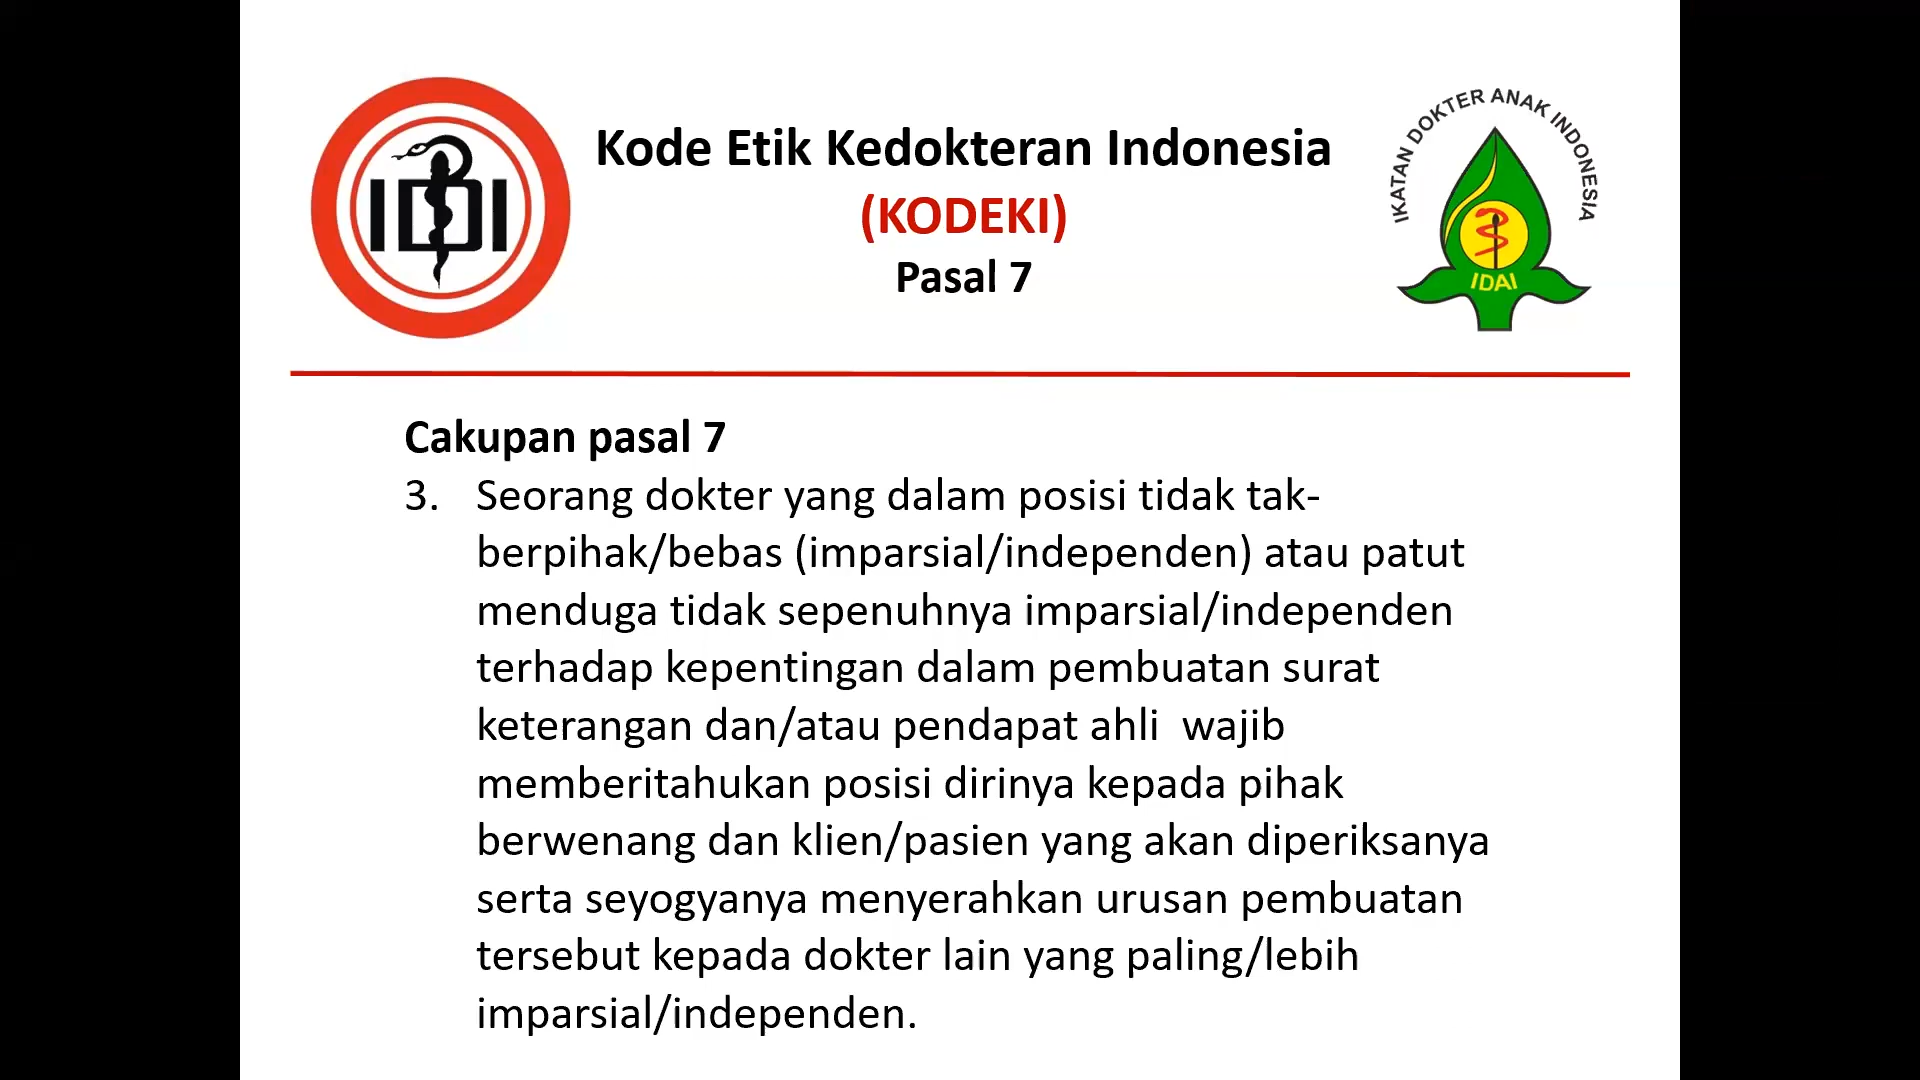 IDI
Kode Etik Kedokteran Indonesia
(KODEKI)
Pasal 7
IKATAN DOKTER ANAK INDONESIA
IDAI
Cakupan pasal 7
3. Seorang dokter yang dalam posisi tidak tak-
berpihak/bebas (imparsial/independen) atau patut
menduga tidak sepenuhnya imparsial/independen
terhadap kepentingan dalam pembuatan surat
keterangan dan/atau pendapat ahli  wajib
memberitahukan posisi dirinya kepada pihak
berwenang dan klien/pasien yang akan diperiksanya
serta seyogyanya menyerahkan urusan pembuatan
tersebut kepada dokter lain yang paling/lebih
imparsial/independen.